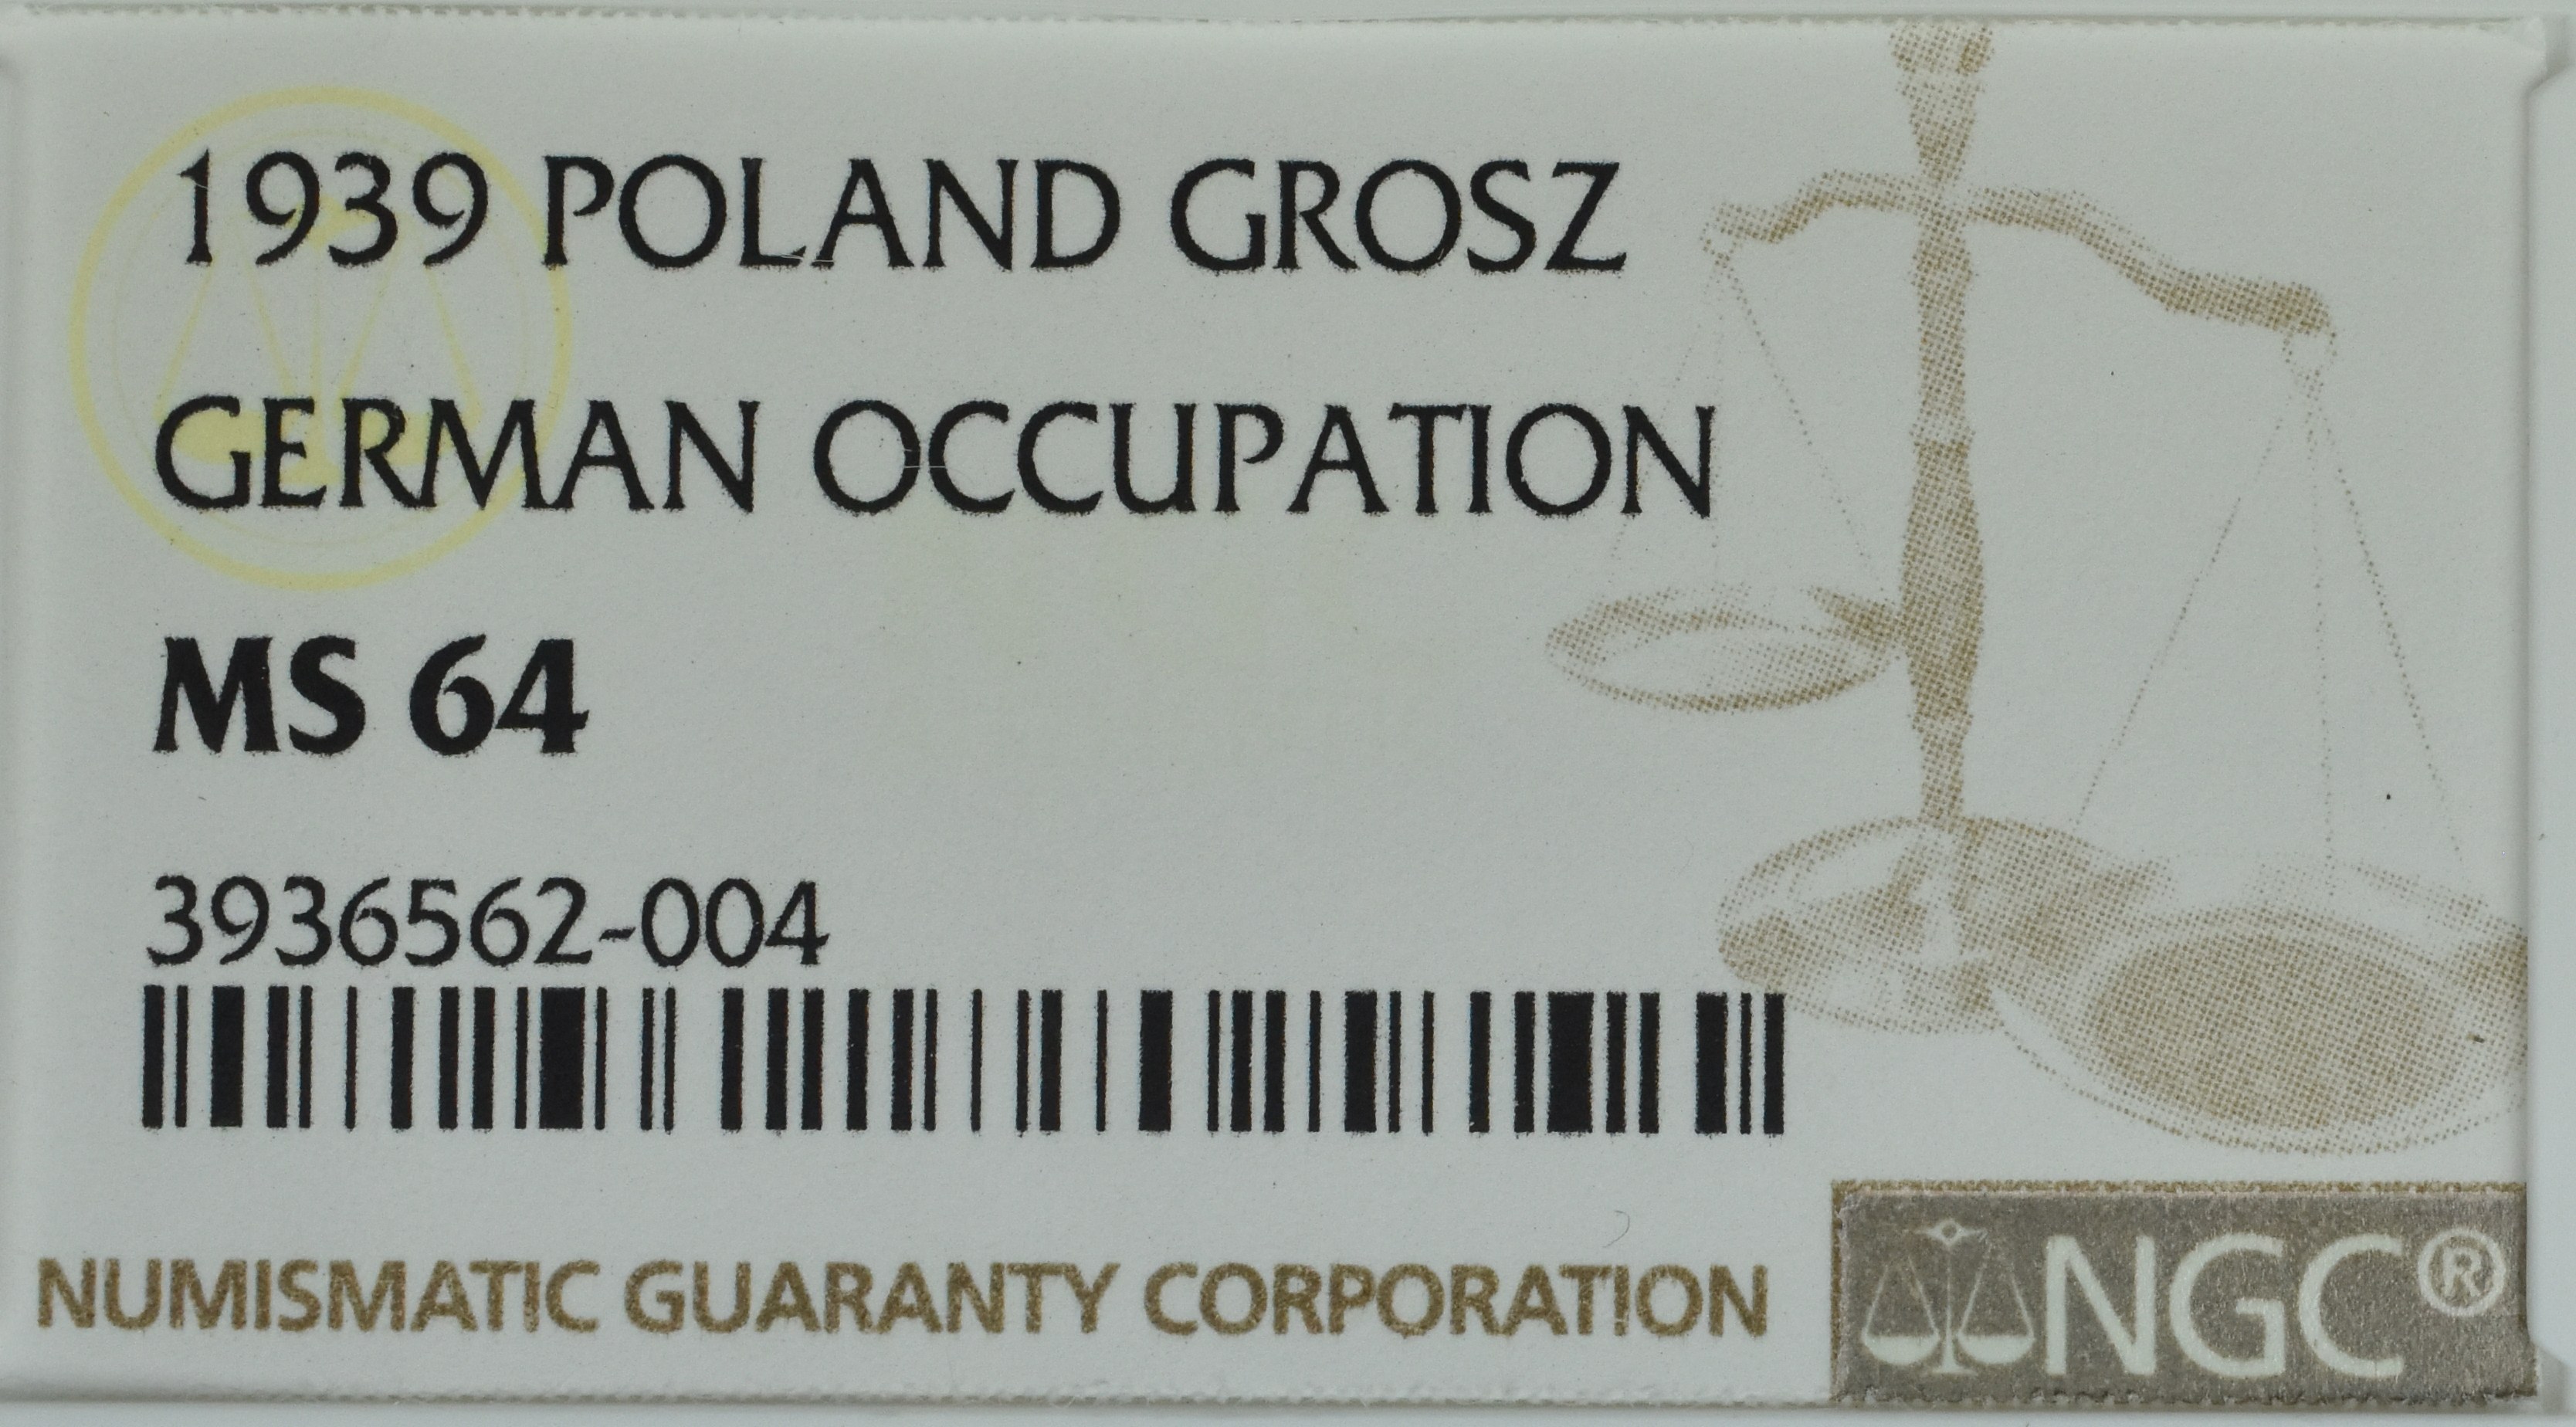 1939 POLAND GROSZ
GERMAN OCCUPATION
MS 64
3936562-004
NUMISMATIC GUARANTY CORPORATION
NGC®